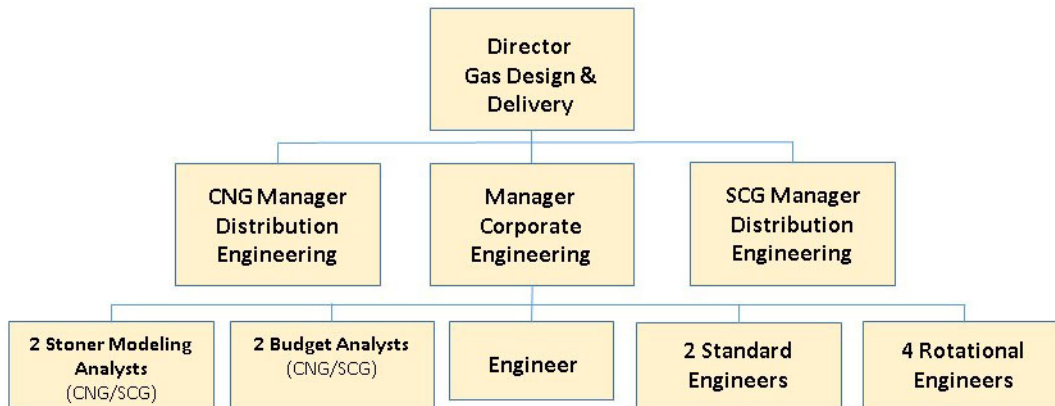 Director
Gas Design &
Delivery
CNG Manager
Distribution
Engineering
Manager
Corporate
Engineering
SCG Manager
Distribution
Engineering
2 Stoner Modeling
Analysts
(CNG/SCG)
2 Budget Analysts
(CNG/SCG)
Engineer
2 Standard
Engineers
4 Rotational
Engineers